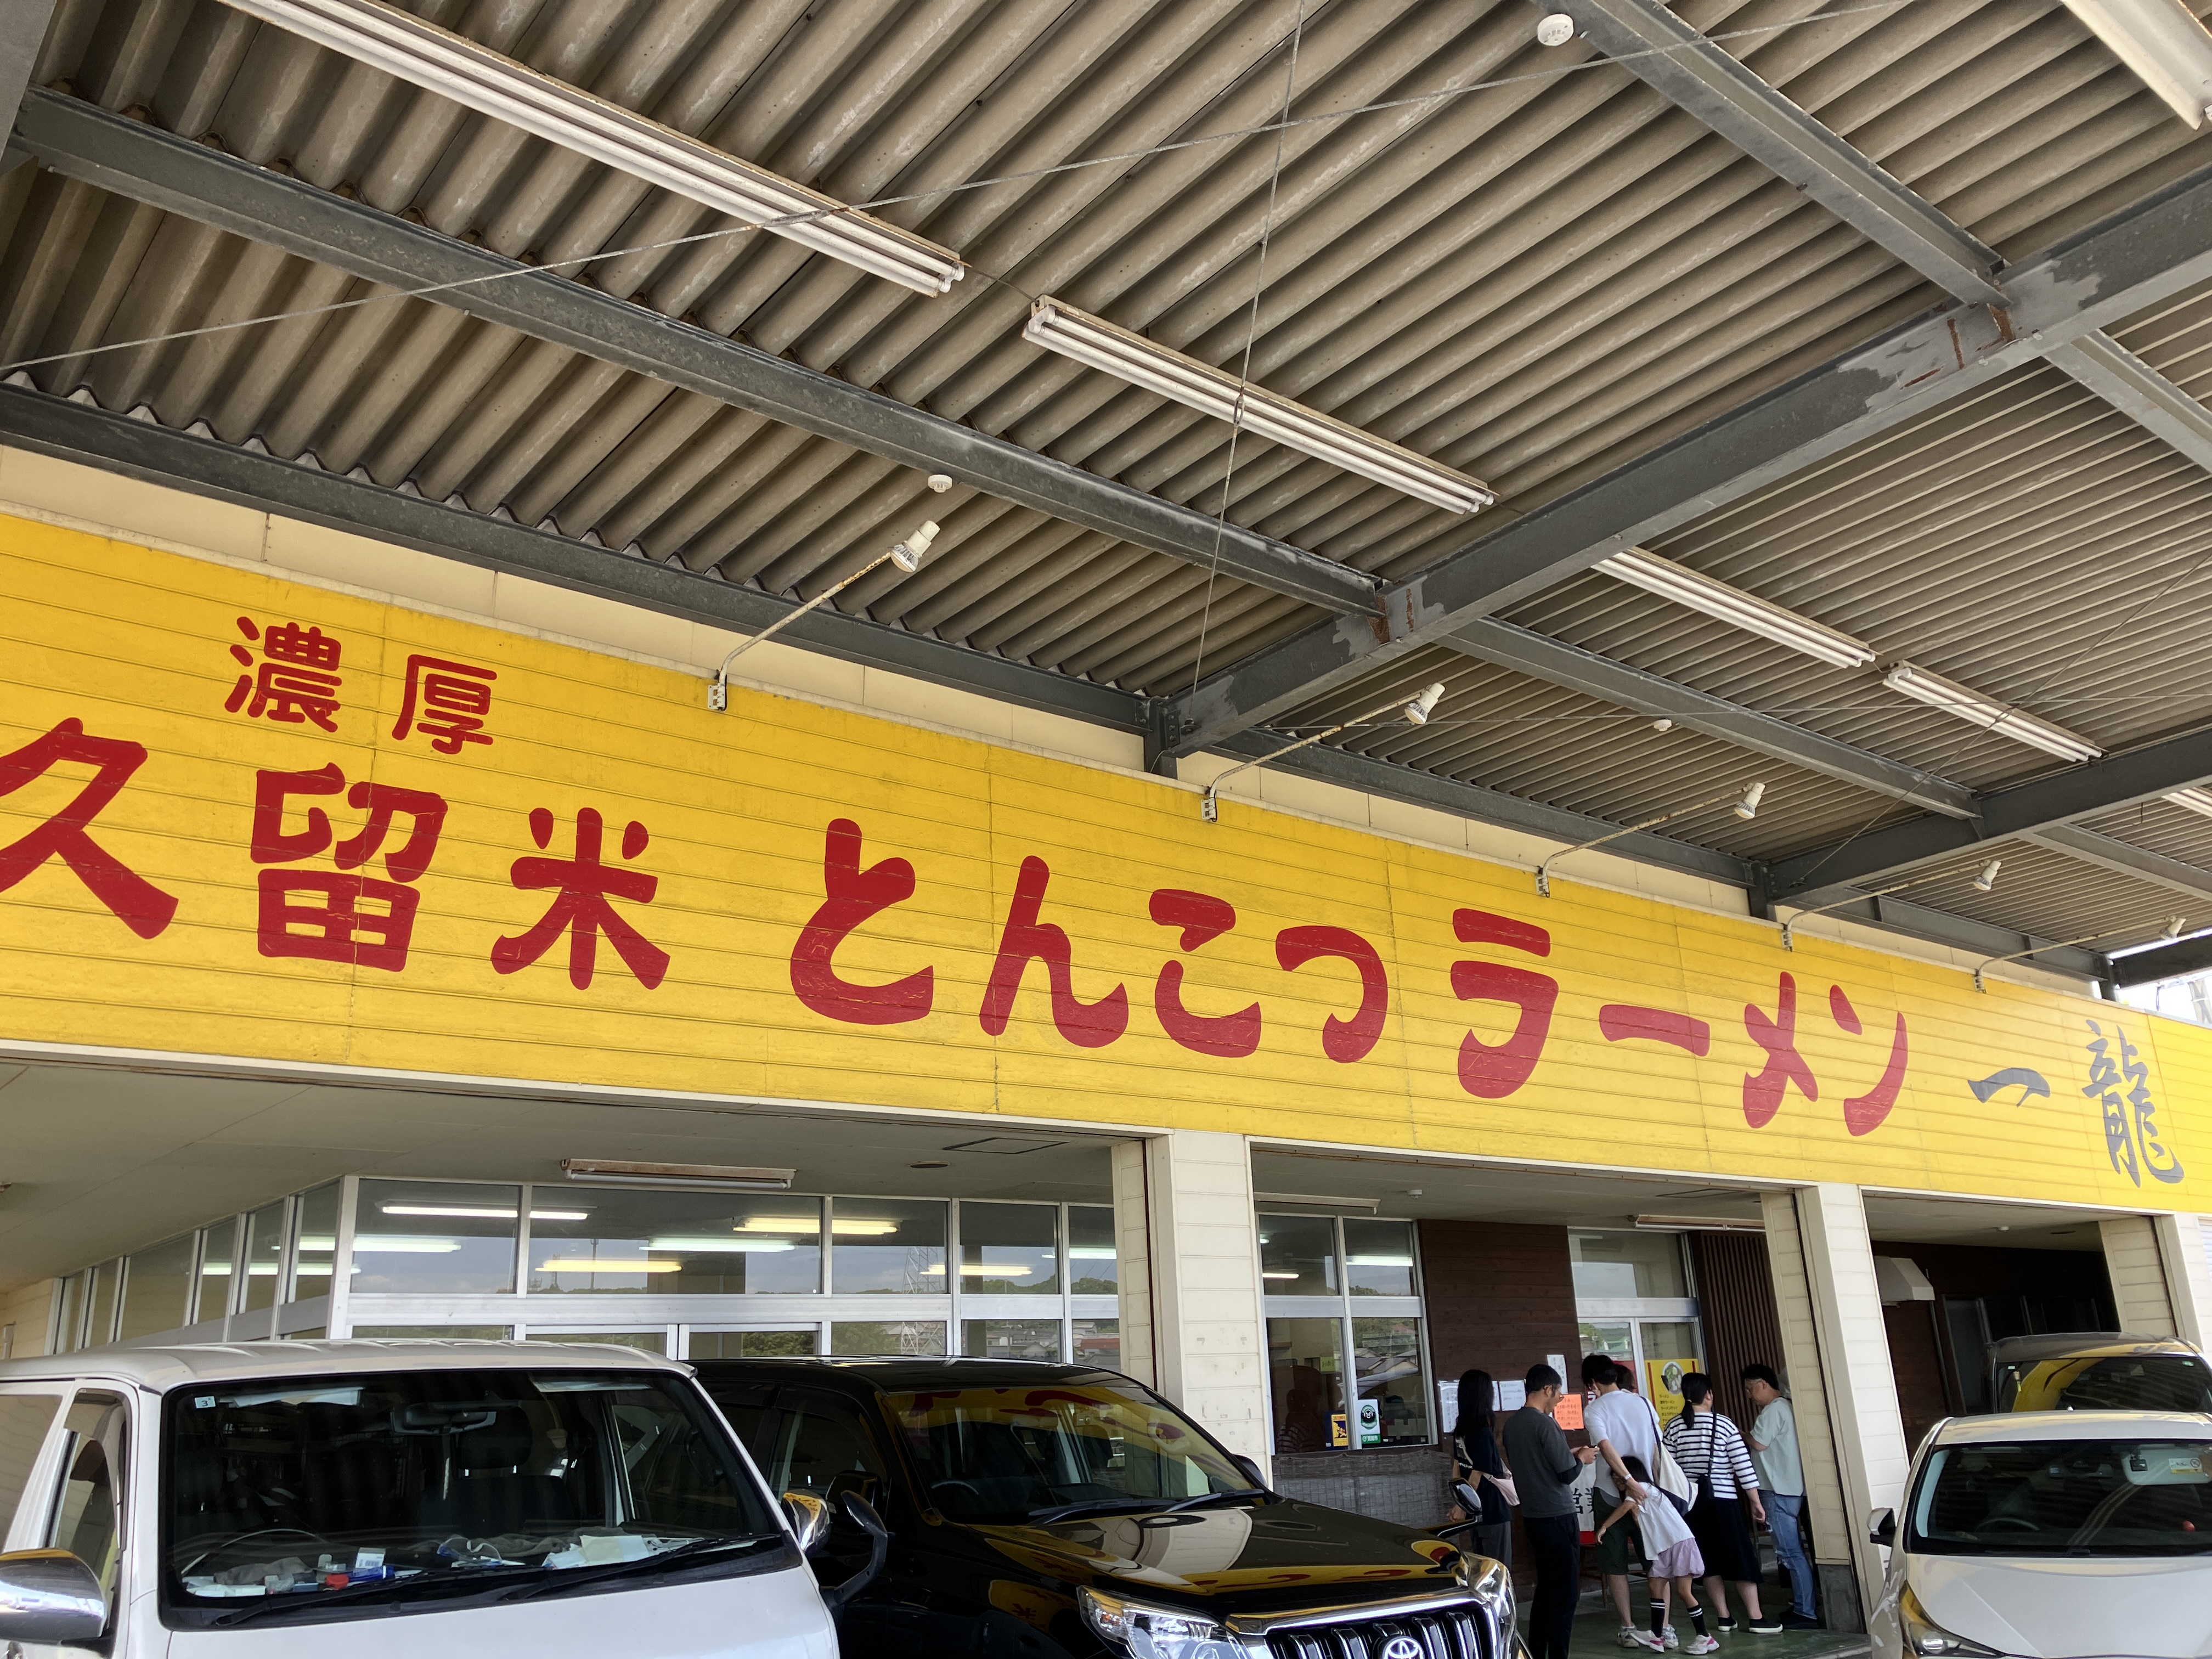 濃厚
久留米とんこつラーメン 一龍